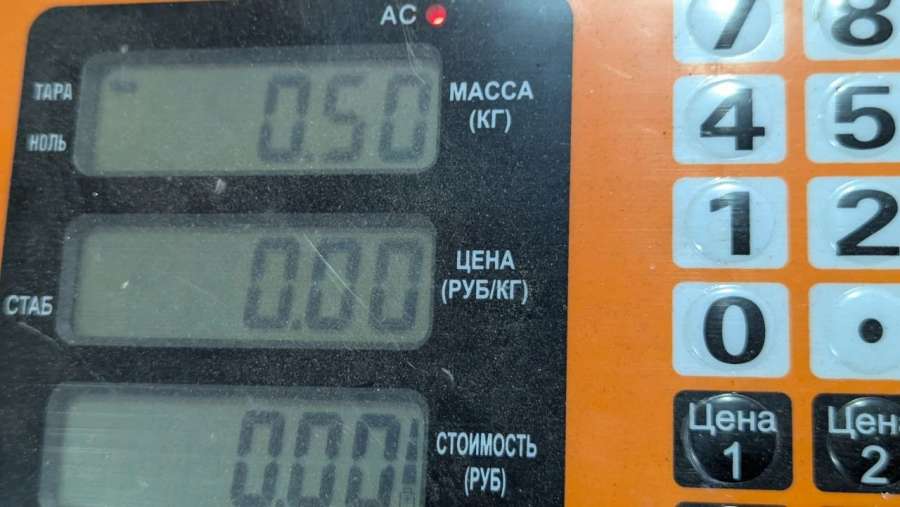 AC
ТАРА
0.50
МАССА
(КГ)
НОЛЬ
0.00
ЦЕНА
(РУБ/КГ)
СТАБ
0.00
СТОИМОСТЬ
(РУБ)
7 8
4 5
1 2
0 .
Цена
1
Цена
2